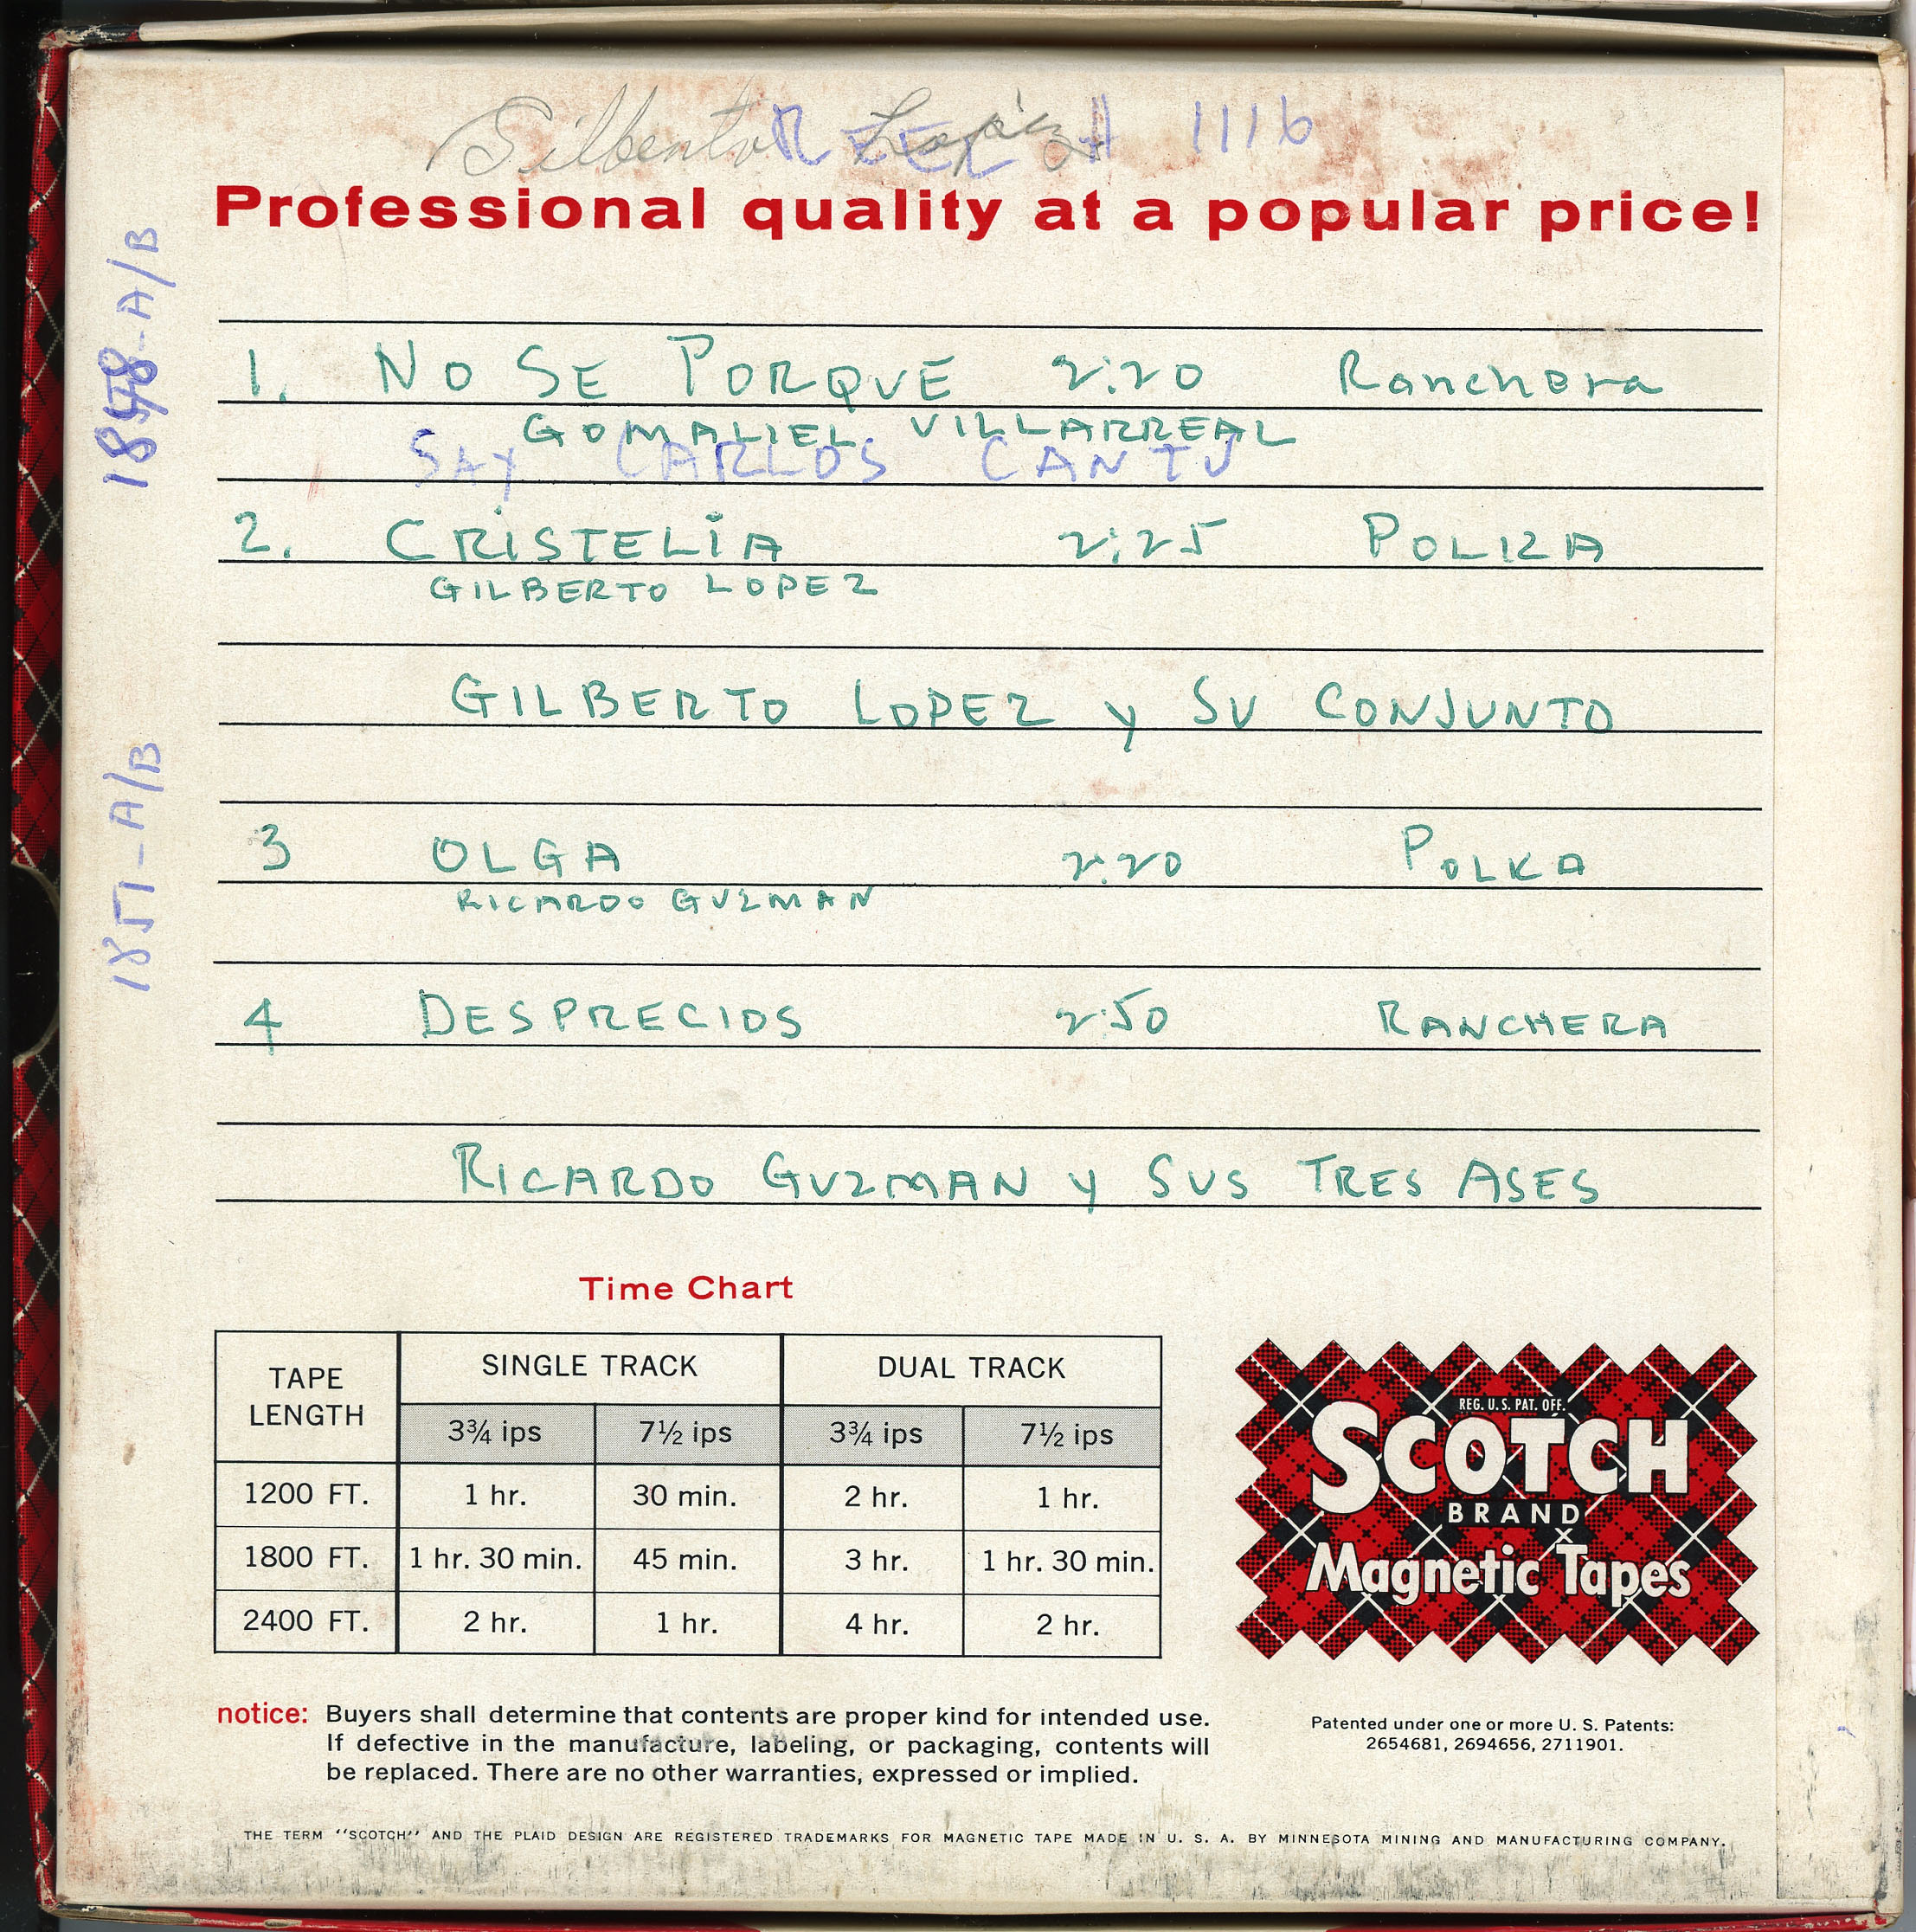 Gilberto Lopéz
REEL # 1116
Professional quality at a popular price!
1. NO SE PORQUE 2:20 Ranchera
GOMALIEL VILLARREAL
SAY CARLOS CANTU
2. CRISTELIA 2:25 POLKA
GILBERTO LOPEZ
GILBERTO LOPEZ y SU CONJUNTO
3 OLGA 2:20 POLKA
RICARDO GUZMAN
4 DESPRECIOS 2:50 RANCHERA
RICARDO GUZMAN y SUS TRES ASES
-A/B
1851-A/B
Time Chart
TAPE LENGTH SINGLE TRACK DUAL TRACK
3¾ ips 7½ ips 3¾ ips 7½ ips
1200 FT. 1 hr. 30 min. 2 hr. 1 hr.
1800 FT. 1 hr. 30 min. 45 min. 3 hr. 1 hr. 30 min.
2400 FT. 2 hr. 1 hr. 4 hr. 2 hr.
REG. U.S. PAT. OFF.
SCOTCH
BRAND
Magnetic Tapes
notice: Buyers shall determine that contents are proper kind for intended use.
If defective in the manufacture, labeling, or packaging, contents will
be replaced. There are no other warranties, expressed or implied.
Patented under one or more U. S. Patents:
2654681, 2694656, 2711901.
THE TERM "SCOTCH" AND THE PLAID DESIGN ARE REGISTERED TRADEMARKS FOR MAGNETIC TAPE MADE IN U. S. A. BY MINNESOTA MINING AND MANUFACTURING COMPANY.